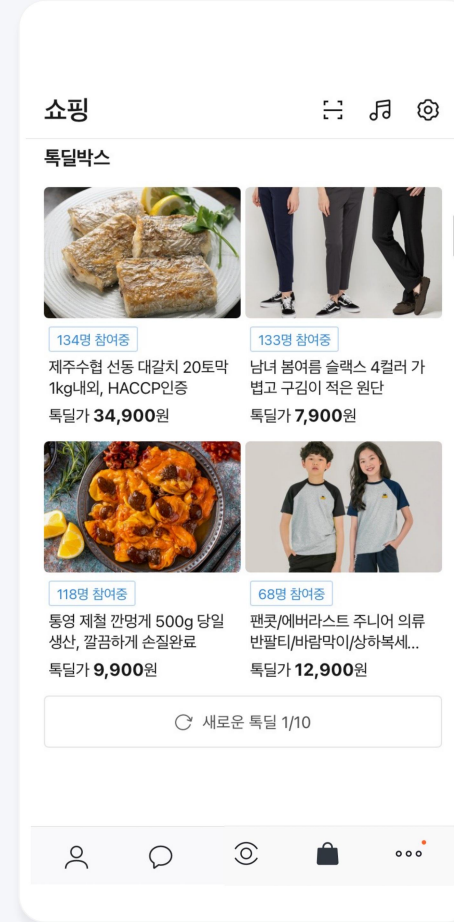 쇼핑
톡딜박스
134명 참여중
제주수협 선동 대갈치 20토막
1kg내외, HACCP인증
톡딜가 34,900원
133명 참여중
남녀 봄여름 슬랙스 4컬러 가
볍고 구김이 적은 원단
톡딜가 7,900원
118명 참여중
통영 제철 깐멍게 500g 당일
생산, 깔끔하게 손질완료
톡딜가 9,900원
68명 참여중
팬콧/에버라스트 주니어 의류
반팔티/바람막이/상하복세...
톡딜가 12,900원
새로운 톡딜 1/10